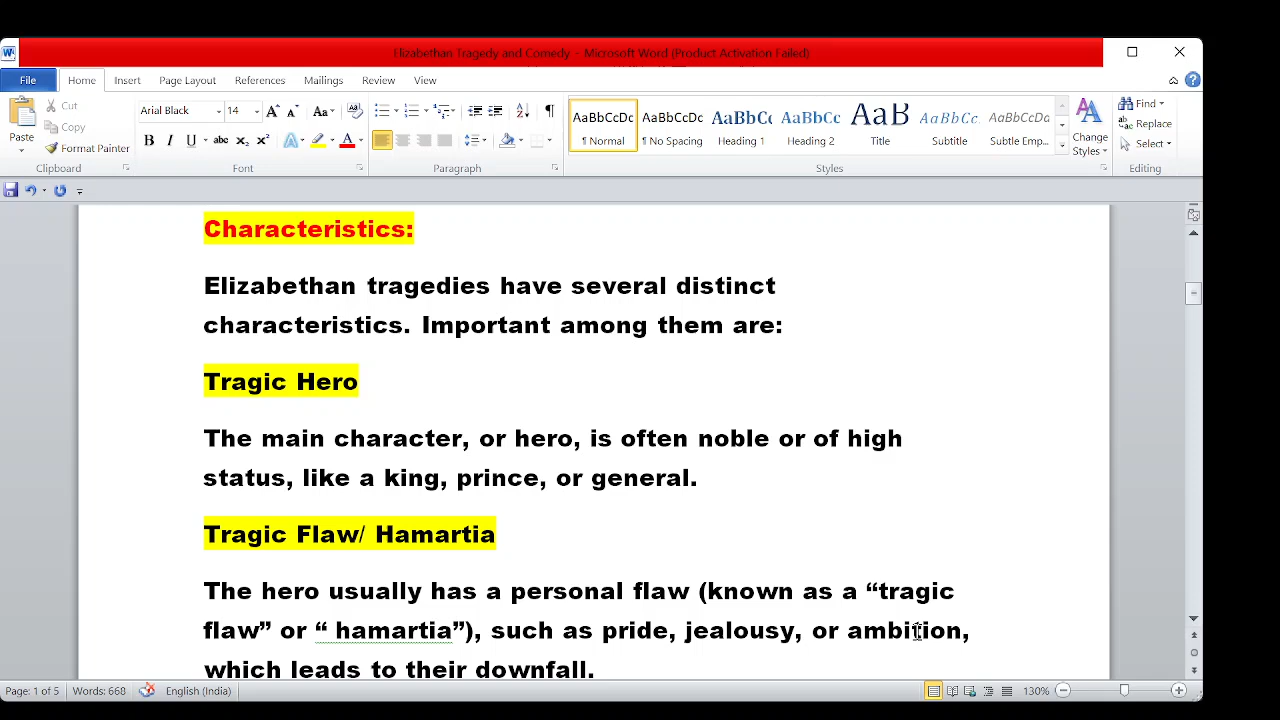 Elizabethan Tragedy and Comedy - Microsoft Word (Product Activation Failed)
File Home Insert Page Layout References Mailings Review View
Cut
Copy
Format Painter
Paste
Clipboard
Arial Black 14
Font
Paragraph
AaBbCcDc AaBbCcDc AaBbC AaBbCc AaB AaBbCc. AaBbCcDa
¶ Normal ¶ No Spacing Heading 1 Heading 2 Title Subtitle Subtle Emp...
Change
Styles
Styles
Find
Replace
Select
Editing
Characteristics:
Elizabethan tragedies have several distinct
characteristics. Important among them are:
Tragic Hero
The main character, or hero, is often noble or of high
status, like a king, prince, or general.
Tragic Flaw/ Hamartia
The hero usually has a personal flaw (known as a “tragic
flaw” or “ hamartia”), such as pride, jealousy, or ambition,
which leads to their downfall.
Page: 1 of 5 Words: 668 English (India) 130%